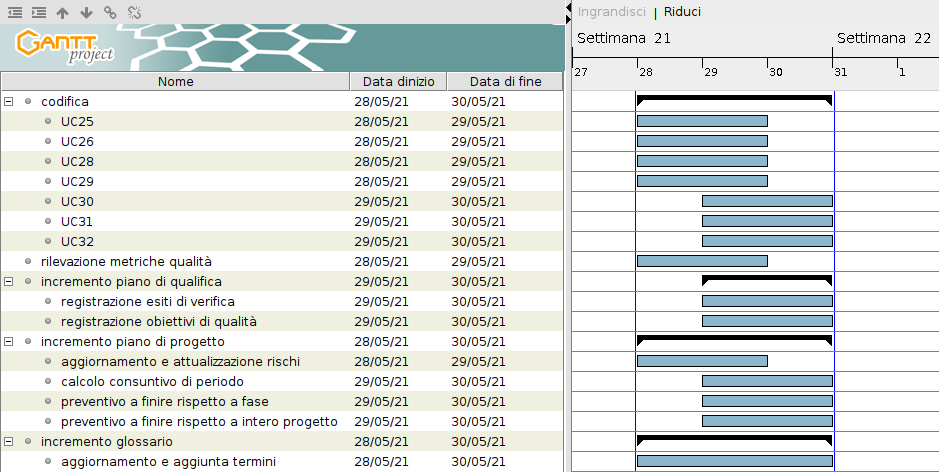 Ingrandisci | Riduci
GANTT project
Settimana 21 Settimana 22
27 28 29 30 31 1
Nome Data dinizio Data di fine
codifica 28/05/21 30/05/21
UC25 28/05/21 29/05/21
UC26 28/05/21 29/05/21
UC28 28/05/21 29/05/21
UC29 28/05/21 29/05/21
UC30 29/05/21 30/05/21
UC31 29/05/21 30/05/21
UC32 29/05/21 30/05/21
rilevazione metriche qualità 28/05/21 29/05/21
incremento piano di qualifica 29/05/21 30/05/21
registrazione esiti di verifica 29/05/21 30/05/21
registrazione obiettivi di qualità 29/05/21 30/05/21
incremento piano di progetto 28/05/21 30/05/21
aggiornamento e attualizzazione rischi 28/05/21 29/05/21
calcolo consuntivo di periodo 29/05/21 30/05/21
preventivo a finire rispetto a fase 29/05/21 30/05/21
preventivo a finire rispetto a intero progetto 29/05/21 30/05/21
incremento glossario 28/05/21 30/05/21
aggiornamento e aggiunta termini 28/05/21 30/05/21